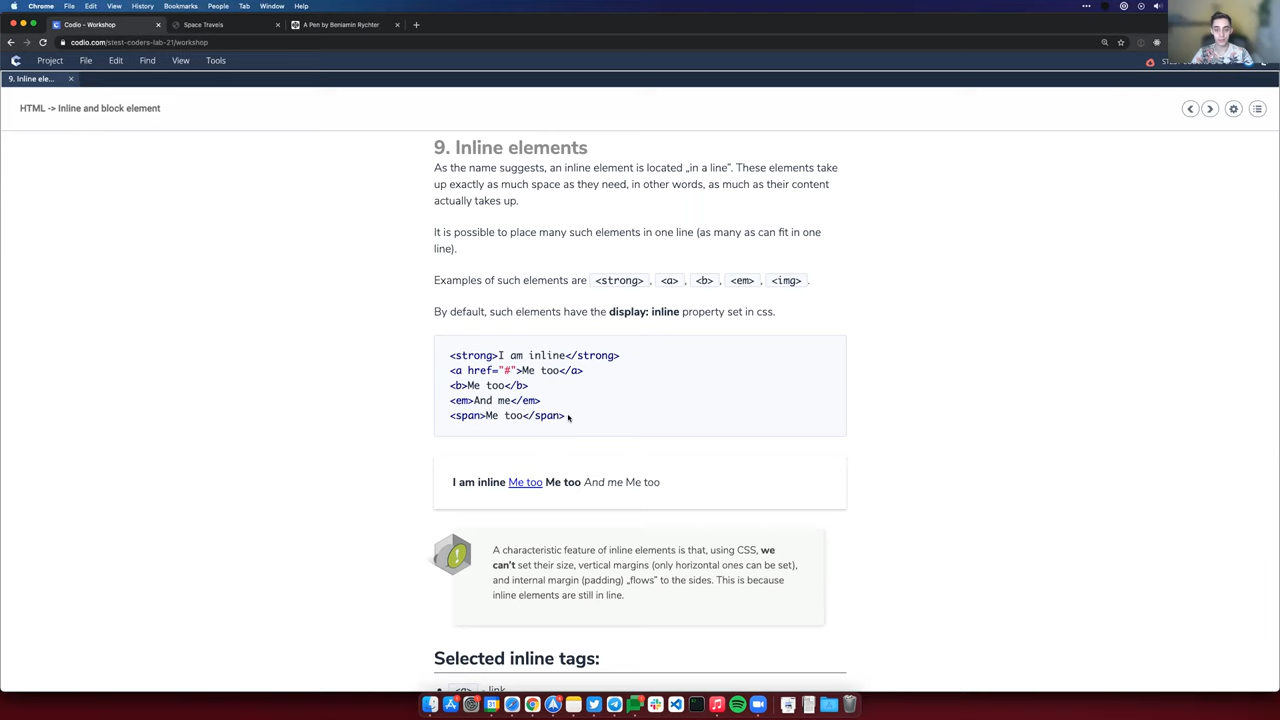 Chrome File Edit View History Bookmarks People Tab Window Help
Codio - Workshop
Space Travels
A Pen by Beniamin Rychter
codio.com/stest-coders-lab-21/workshop
Project File Edit Find View Tools
9. Inline ele...
HTML -> Inline and block element
9. Inline elements
As the name suggests, an inline element is located „in a line”. These elements take
up exactly as much space as they need, in other words, as much as their content
actually takes up.
It is possible to place many such elements in one line (as many as can fit in one
line).
Examples of such elements are <strong>, <a>, <b>, <em>, <img>.
By default, such elements have the display: inline property set in css.
<strong>I am inline</strong>
<a href="#">Me too</a>
<b>Me too</b>
<em>And me</em>
<span>Me too</span>
I am inline Me too Me too And me Me too
A characteristic feature of inline elements is that, using CSS, we
can't set their size, vertical margins (only horizontal ones can be set),
and internal margin (padding) „flows” to the sides. This is because
inline elements are still in line.
Selected inline tags:
<a> - link